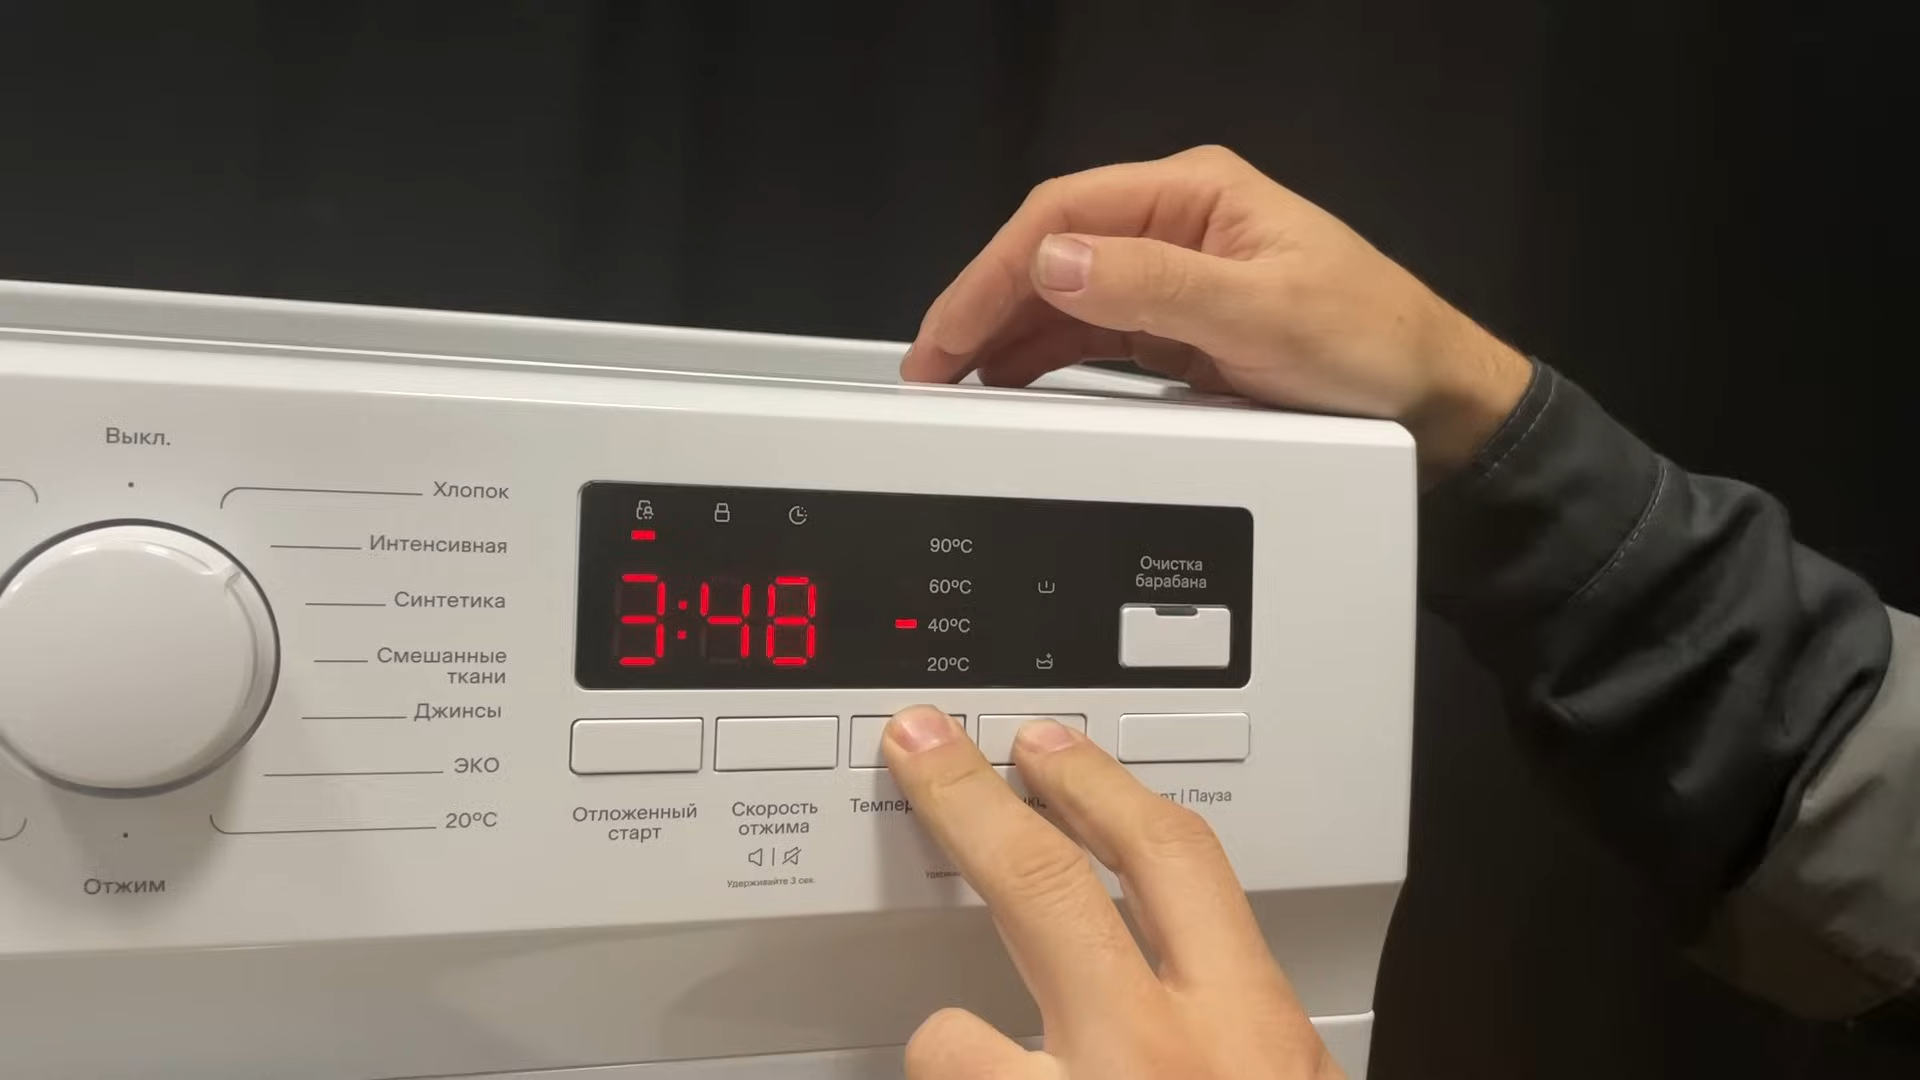 Выкл.
Хлопок
Интенсивная
Синтетика
Смешанные
ткани
Джинсы
ЭКО
20°C
Отжим
3:48
90°C
60°C
40°C
20°C
Очистка
барабана
Отложенный
старт
Скорость
отжима
Удерживайте 3 сек.
Пауза